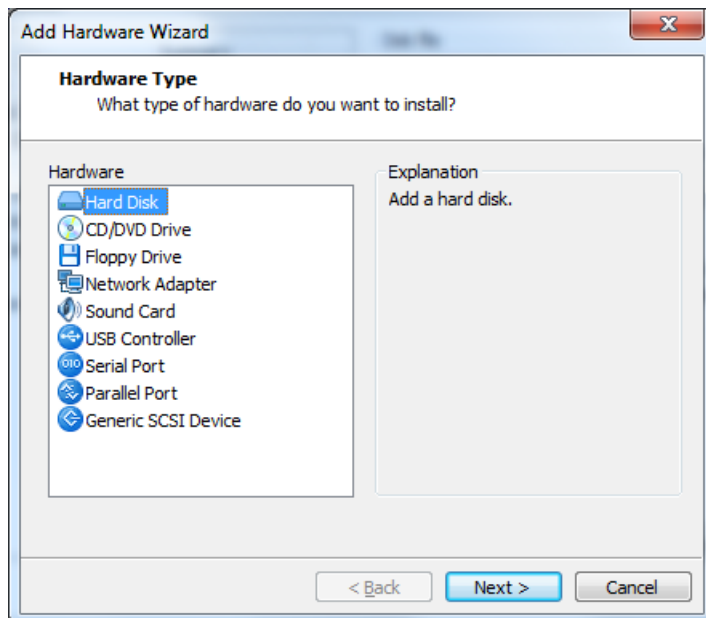 Add Hardware Wizard
Hardware Type
What type of hardware do you want to install?
Hardware
Hard Disk
CD/DVD Drive
Floppy Drive
Network Adapter
Sound Card
USB Controller
Serial Port
Parallel Port
Generic SCSI Device
Explanation
Add a hard disk.
< Back
Next >
Cancel